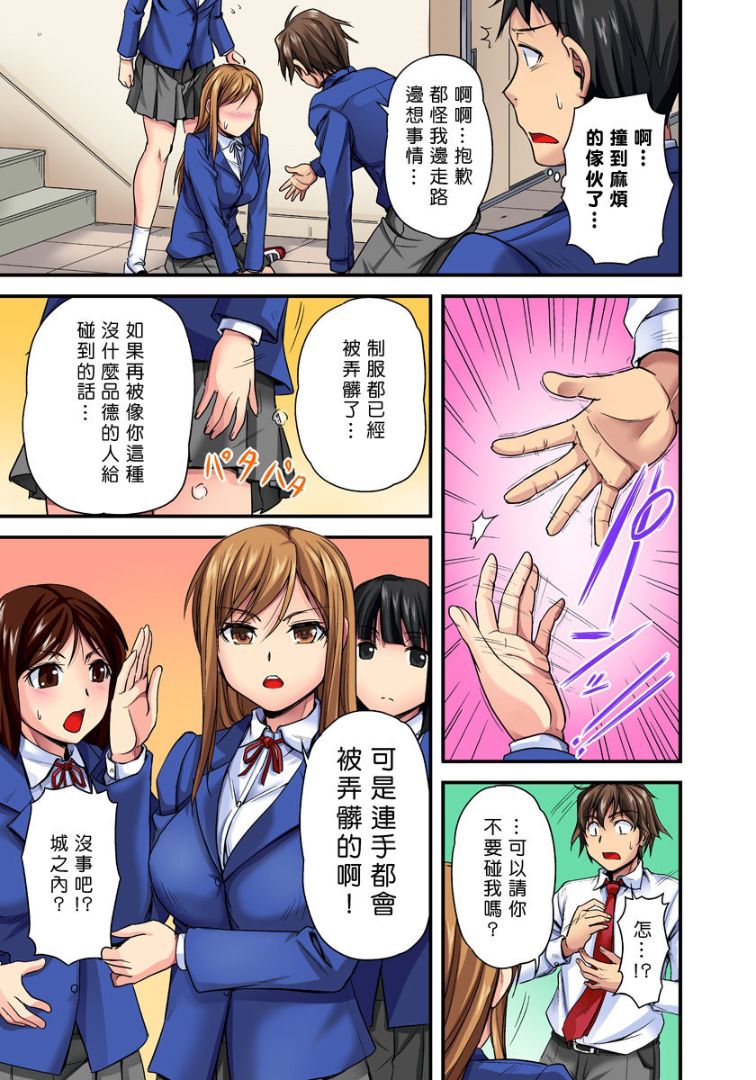 啊…
撞到麻煩
的傢伙了…
啊啊…抱歉
都怪我邊走路
邊想事情…
制服都已經
被弄髒了…
如果再被像你這種
沒什麼品德的人給
碰到的話…
パタパタ
怎…!?
…可以請你
不要碰我嗎?
可是連手都會
被弄髒的啊!
沒事吧!?
城之內?